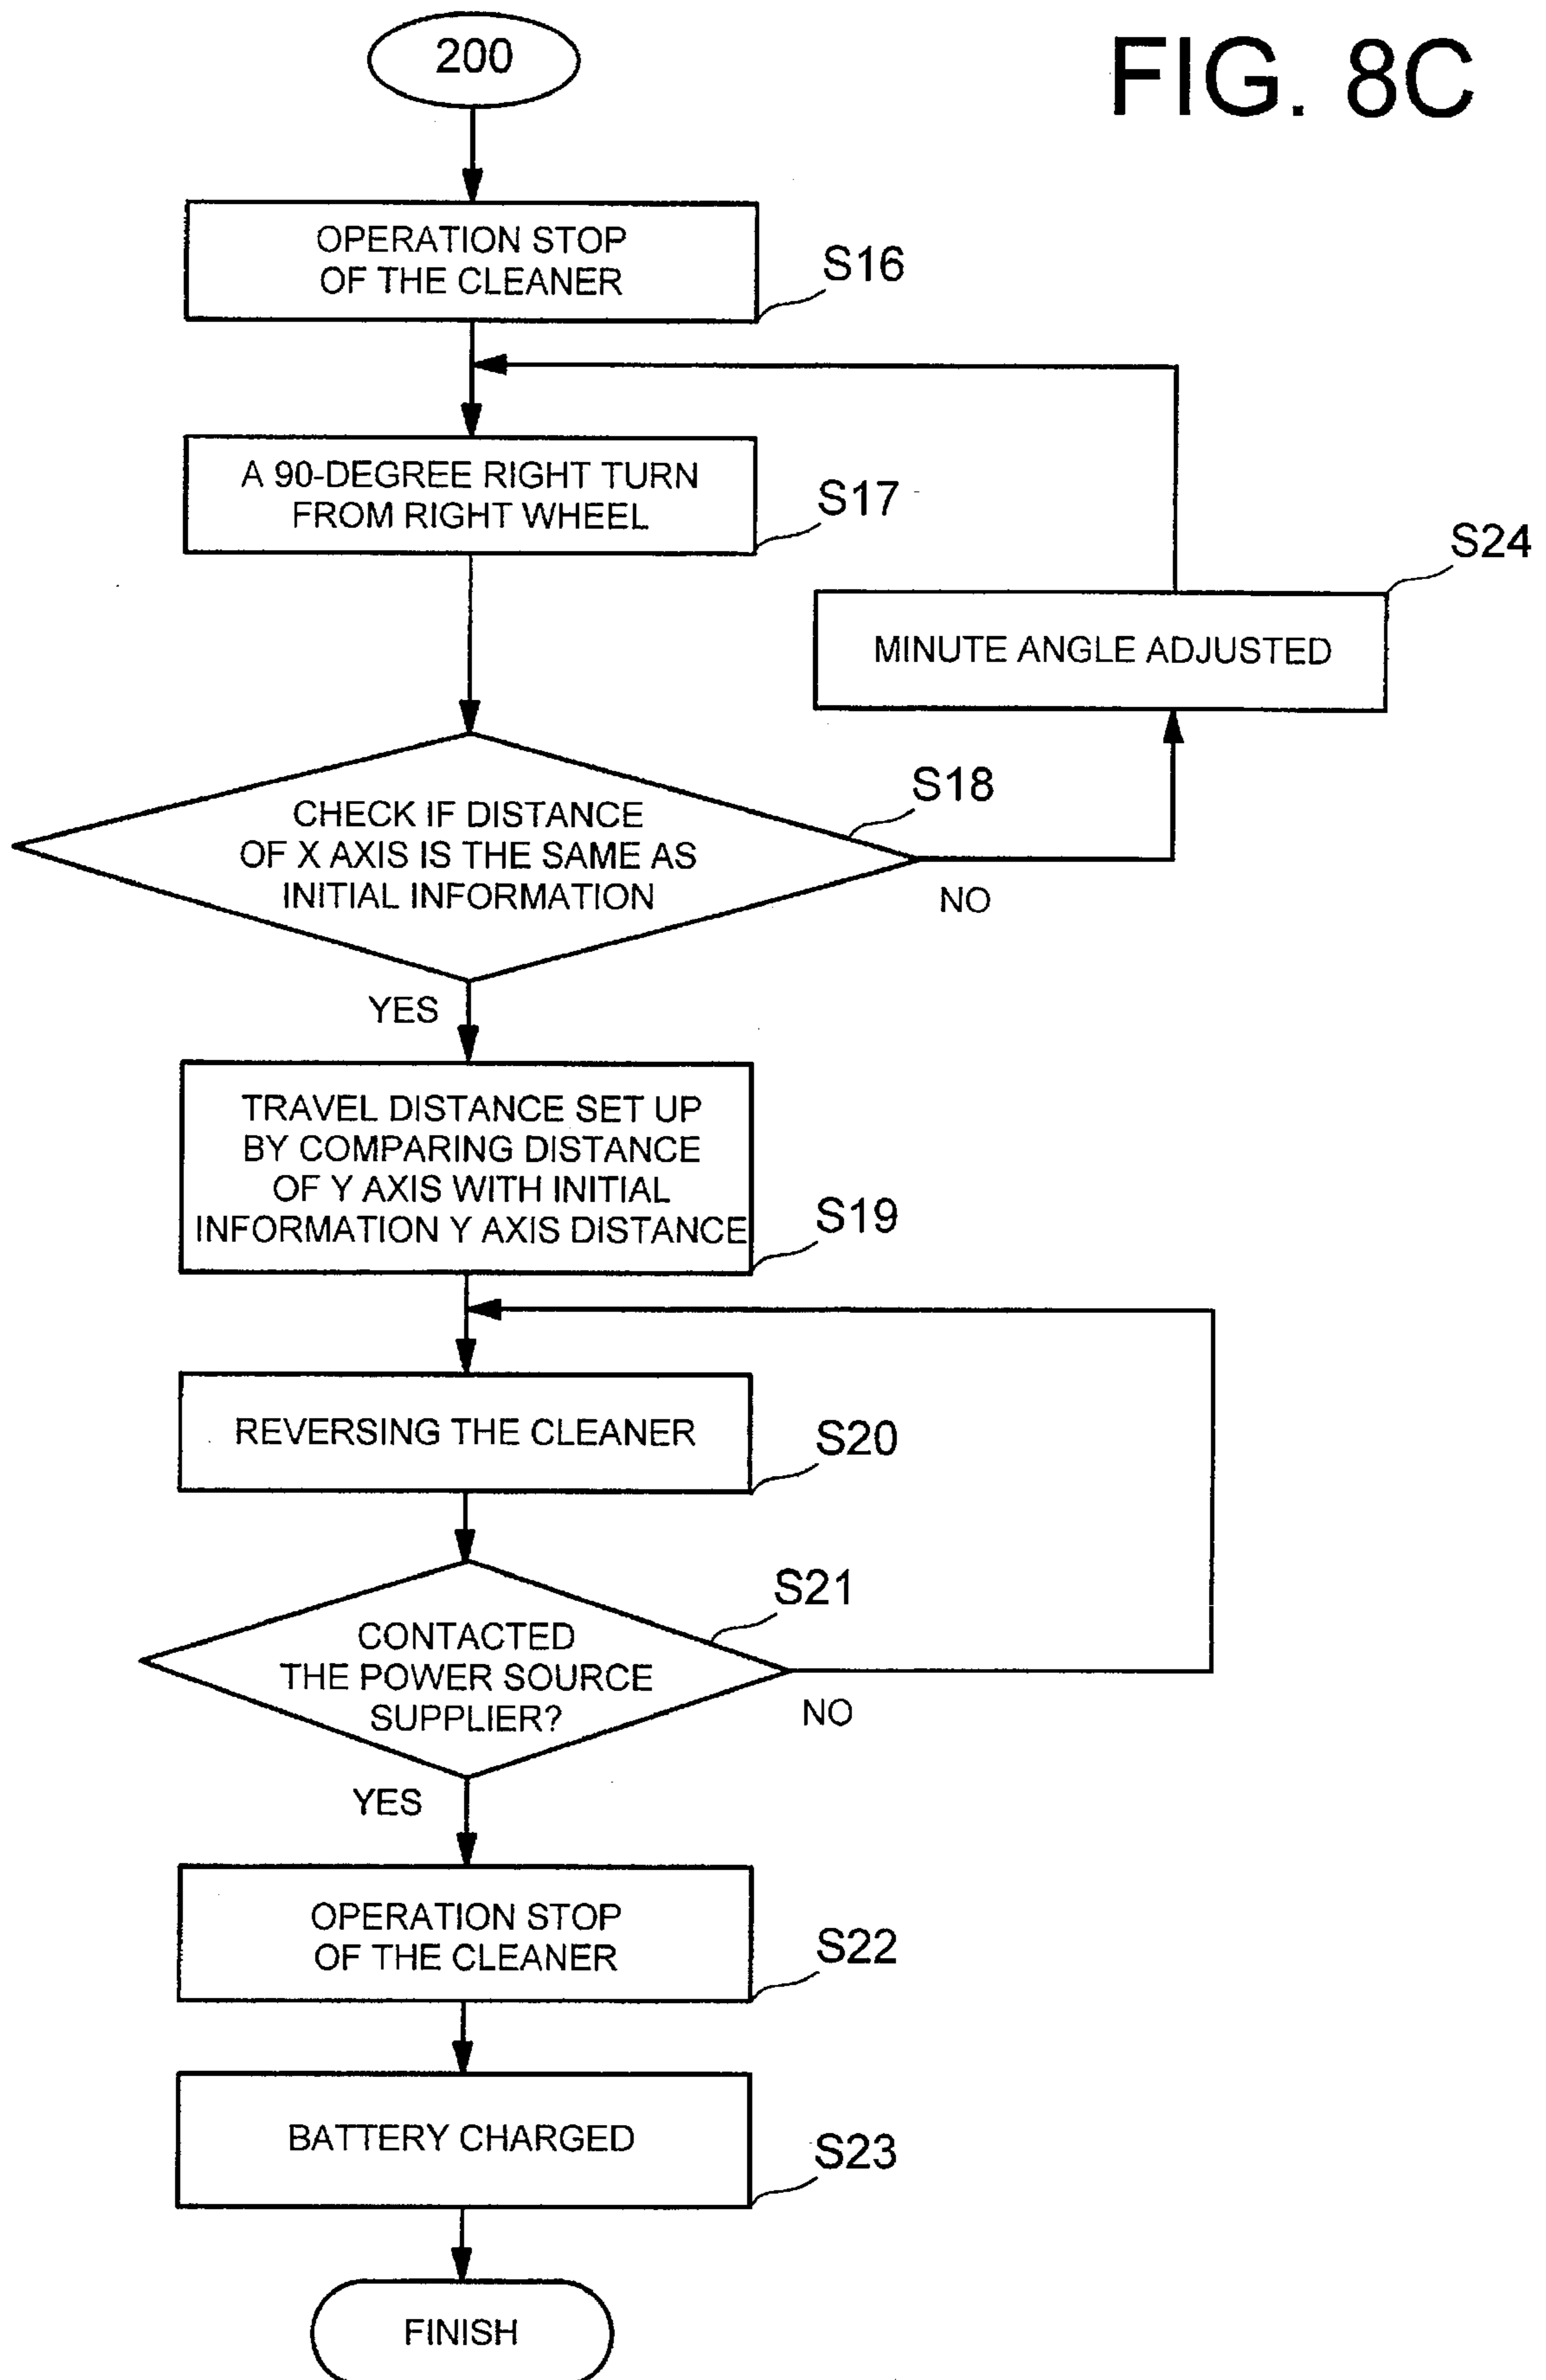 FIG. 8C
200
OPERATION STOP
OF THE CLEANER
S16
A 90-DEGREE RIGHT TURN
FROM RIGHT WHEEL
S17
S24
MINUTE ANGLE ADJUSTED
S18
CHECK IF DISTANCE
OF X AXIS IS THE SAME AS
INITIAL INFORMATION
NO
YES
TRAVEL DISTANCE SET UP
BY COMPARING DISTANCE
OF Y AXIS WITH INITIAL
INFORMATION Y AXIS DISTANCE
S19
REVERSING THE CLEANER
S20
S21
CONTACTED
THE POWER SOURCE
SUPPLIER?
NO
YES
OPERATION STOP
OF THE CLEANER
S22
BATTERY CHARGED
S23
FINISH